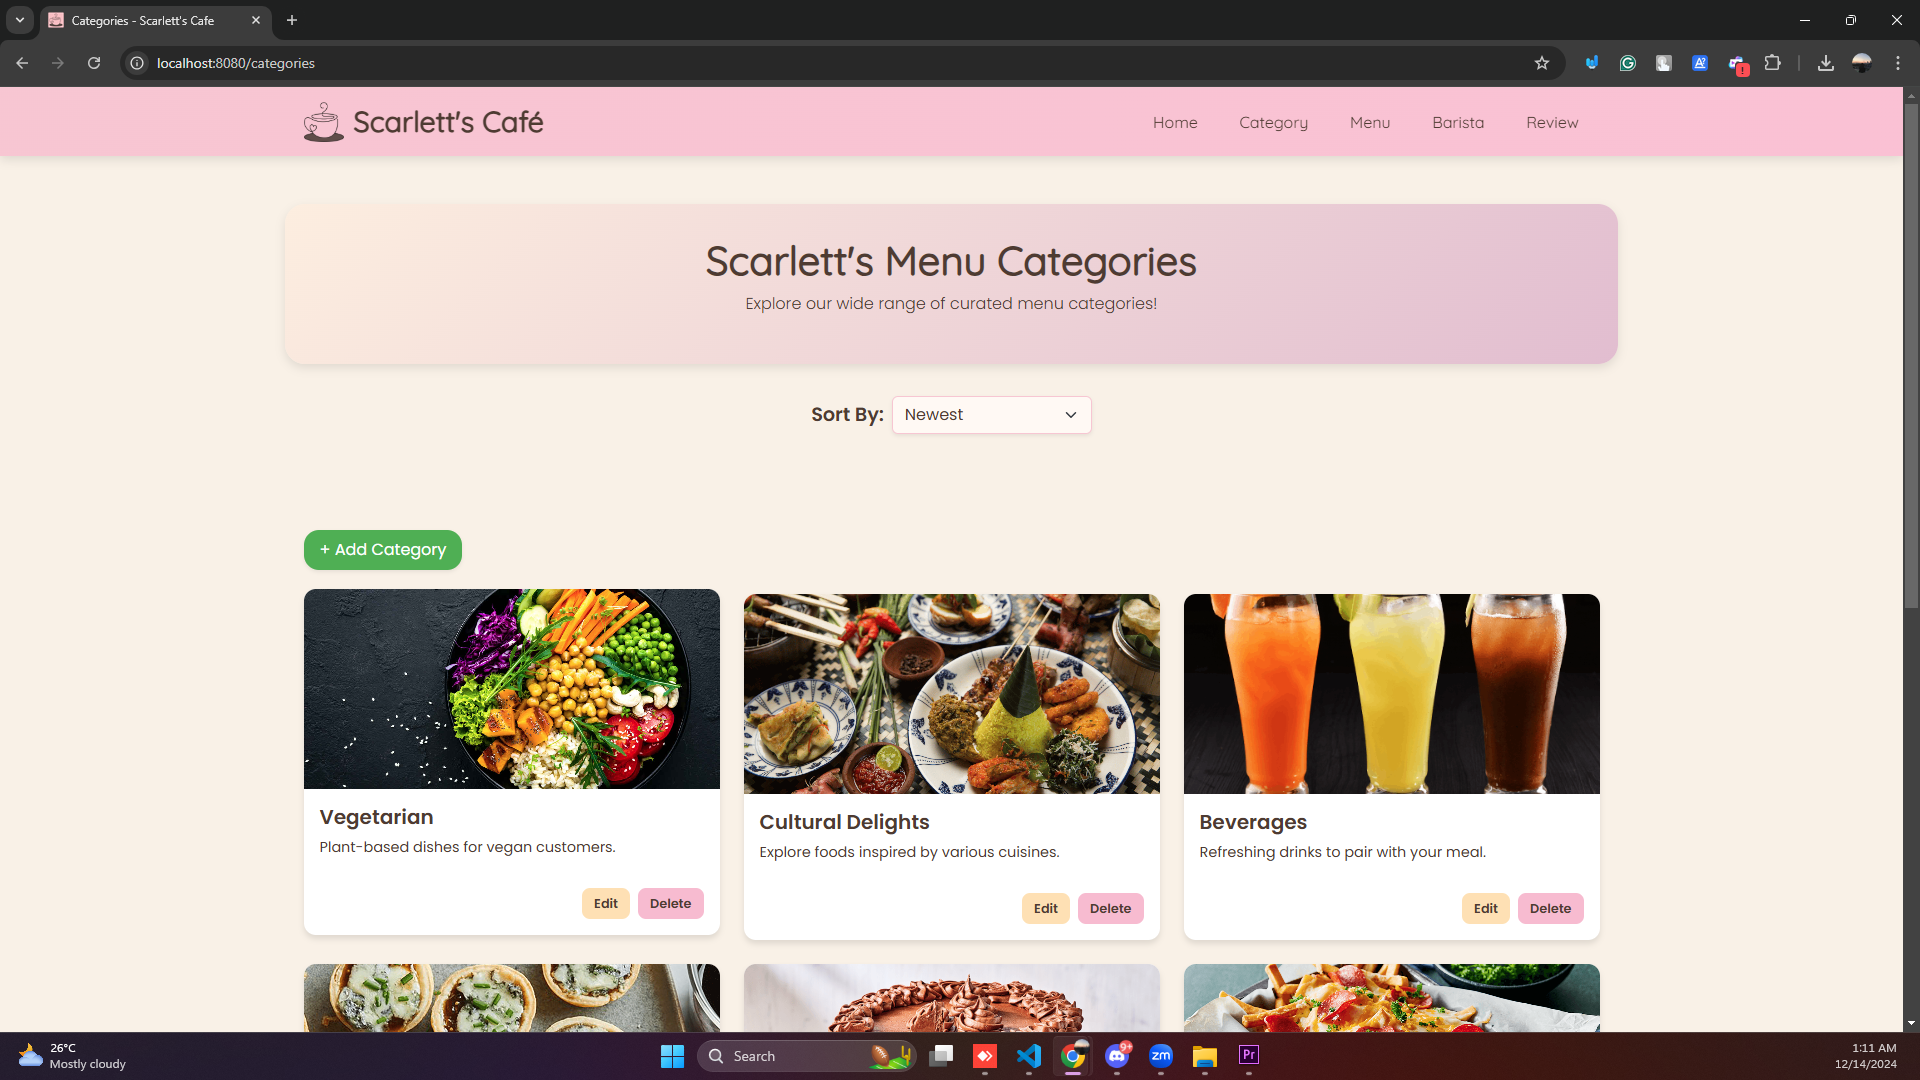 Categories - Scarlett's Cafe
localhost:8080/categories
Scarlett's Café
Home
Category
Menu
Barista
Review
Scarlett's Menu Categories
Explore our wide range of curated menu categories!
Sort By: Newest
+ Add Category
Vegetarian
Plant-based dishes for vegan customers.
Edit
Delete
Cultural Delights
Explore foods inspired by various cuisines.
Edit
Delete
Beverages
Refreshing drinks to pair with your meal.
Edit
Delete
26°C
Mostly cloudy
Search
9+
zm
Pr
1:11 AM
12/14/2024